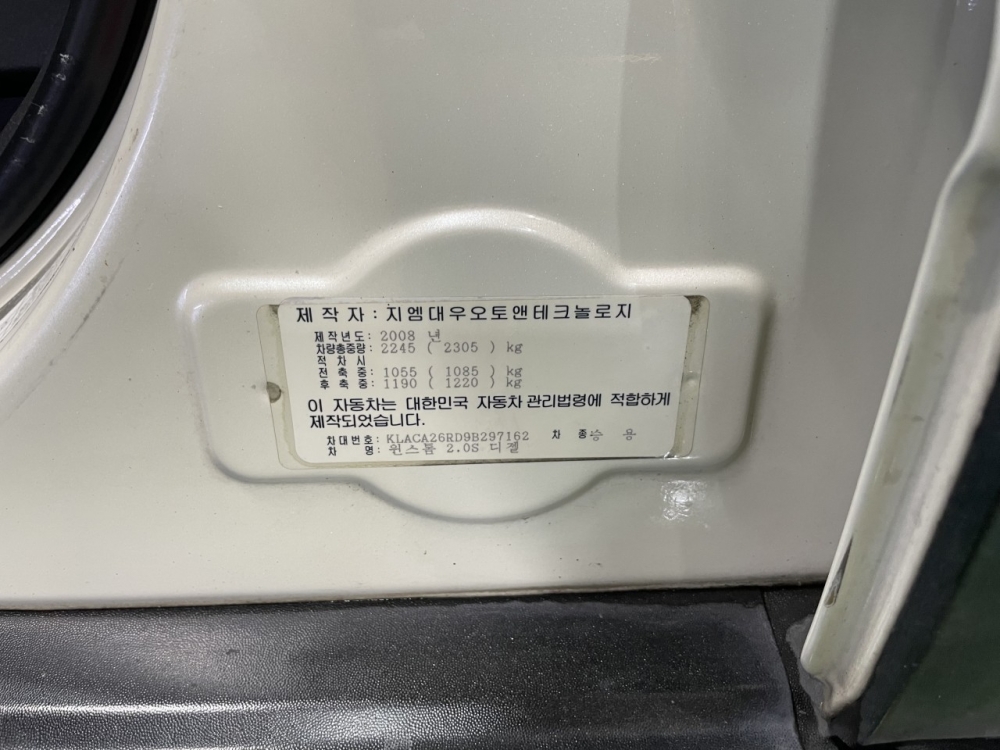 제 작 자 : 지엠대우오토앤테크놀로지
제작년도: 2008 년
차량총중량: 2245 ( 2305 ) kg
적 차 시
전 축 중: 1055 ( 1085 ) kg
후 축 중: 1190 ( 1220 ) kg
이 자동차는 대한민국 자동차 관리법령에 적합하게
제작되었습니다.
차대번호: KLACA26RD9B297162 차 종승 용
차 명: 윈스톰 2.0S 디젤